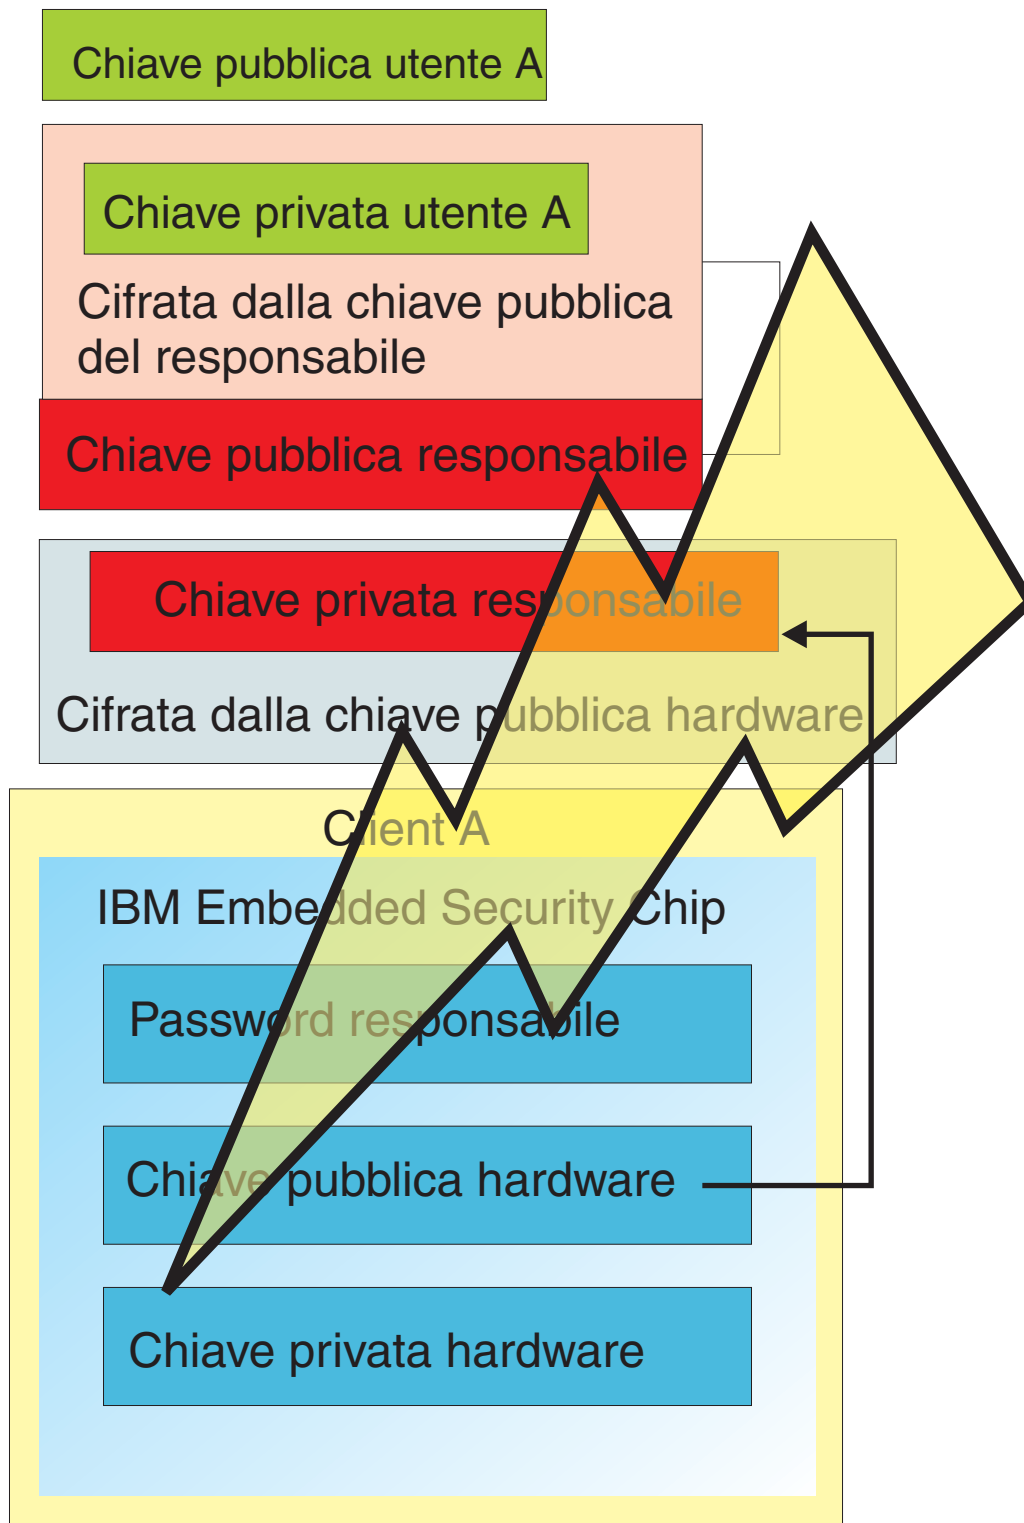 Chiave pubblica utente A
Chiave privata utente A
Cifrata dalla chiave pubblica
del responsabile
Chiave pubblica responsabile
Chiave privata responsabile
Cifrata dalla chiave pubblica hardware
Client A
IBM Embedded Security Chip
Password responsabile
Chiave pubblica hardware
Chiave privata hardware